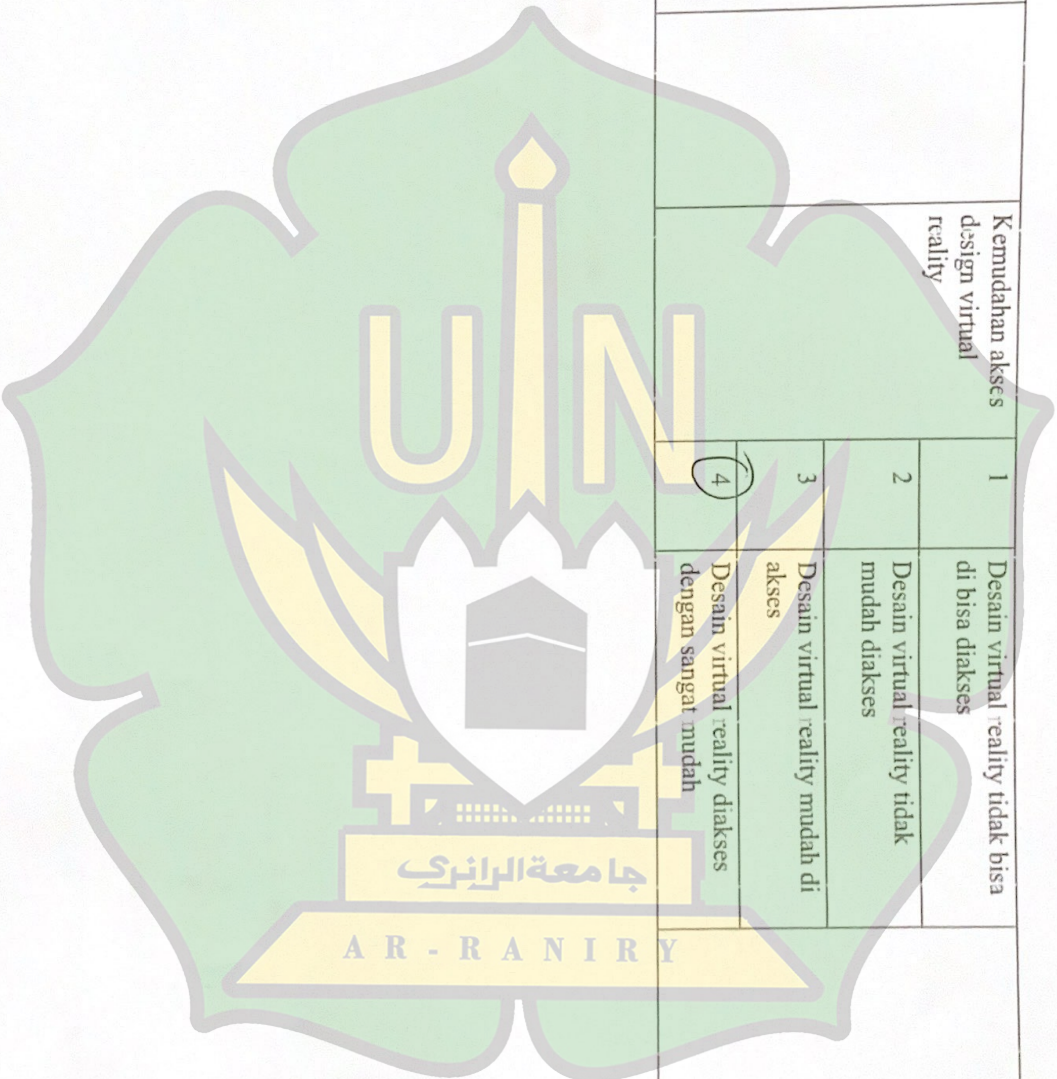 Kemudahan akses
design virtual
reality
1
Desain virtual reality tidak bisa
di bisa diakses
2
Desain virtual reality tidak
mudah diakses
3
Desain virtual reality mudah di
akses
4
Desain virtual reality diakses
dengan sangat mudah
UIN
جامعة الرانري
AR-RANIRY